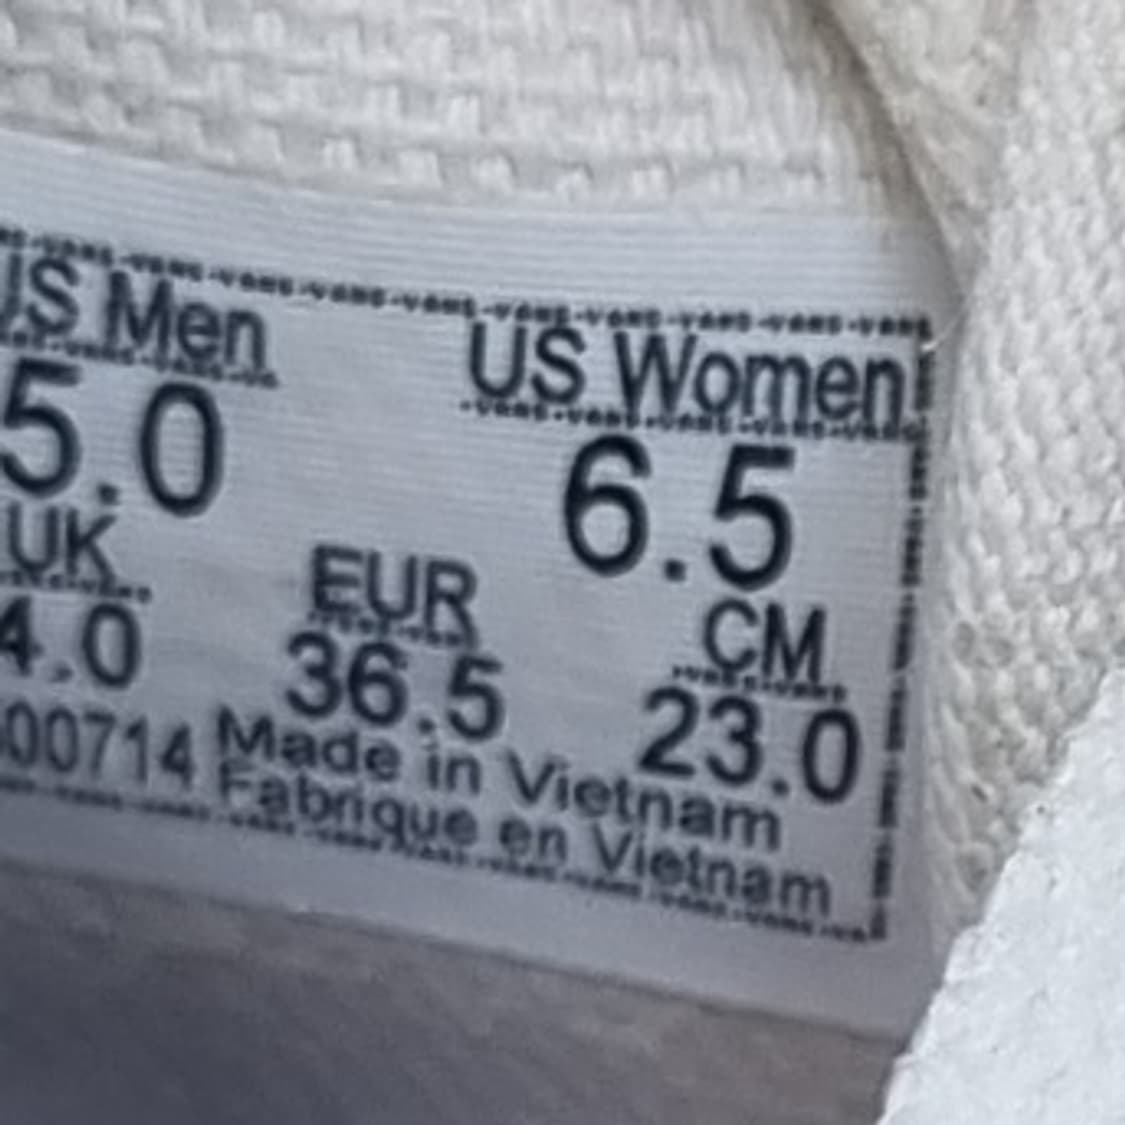 US Men US Women
5.0 6.5
UK EUR CM
4.0 36.5 23.0
00714 Made in Vietnam
Fabrique en Vietnam